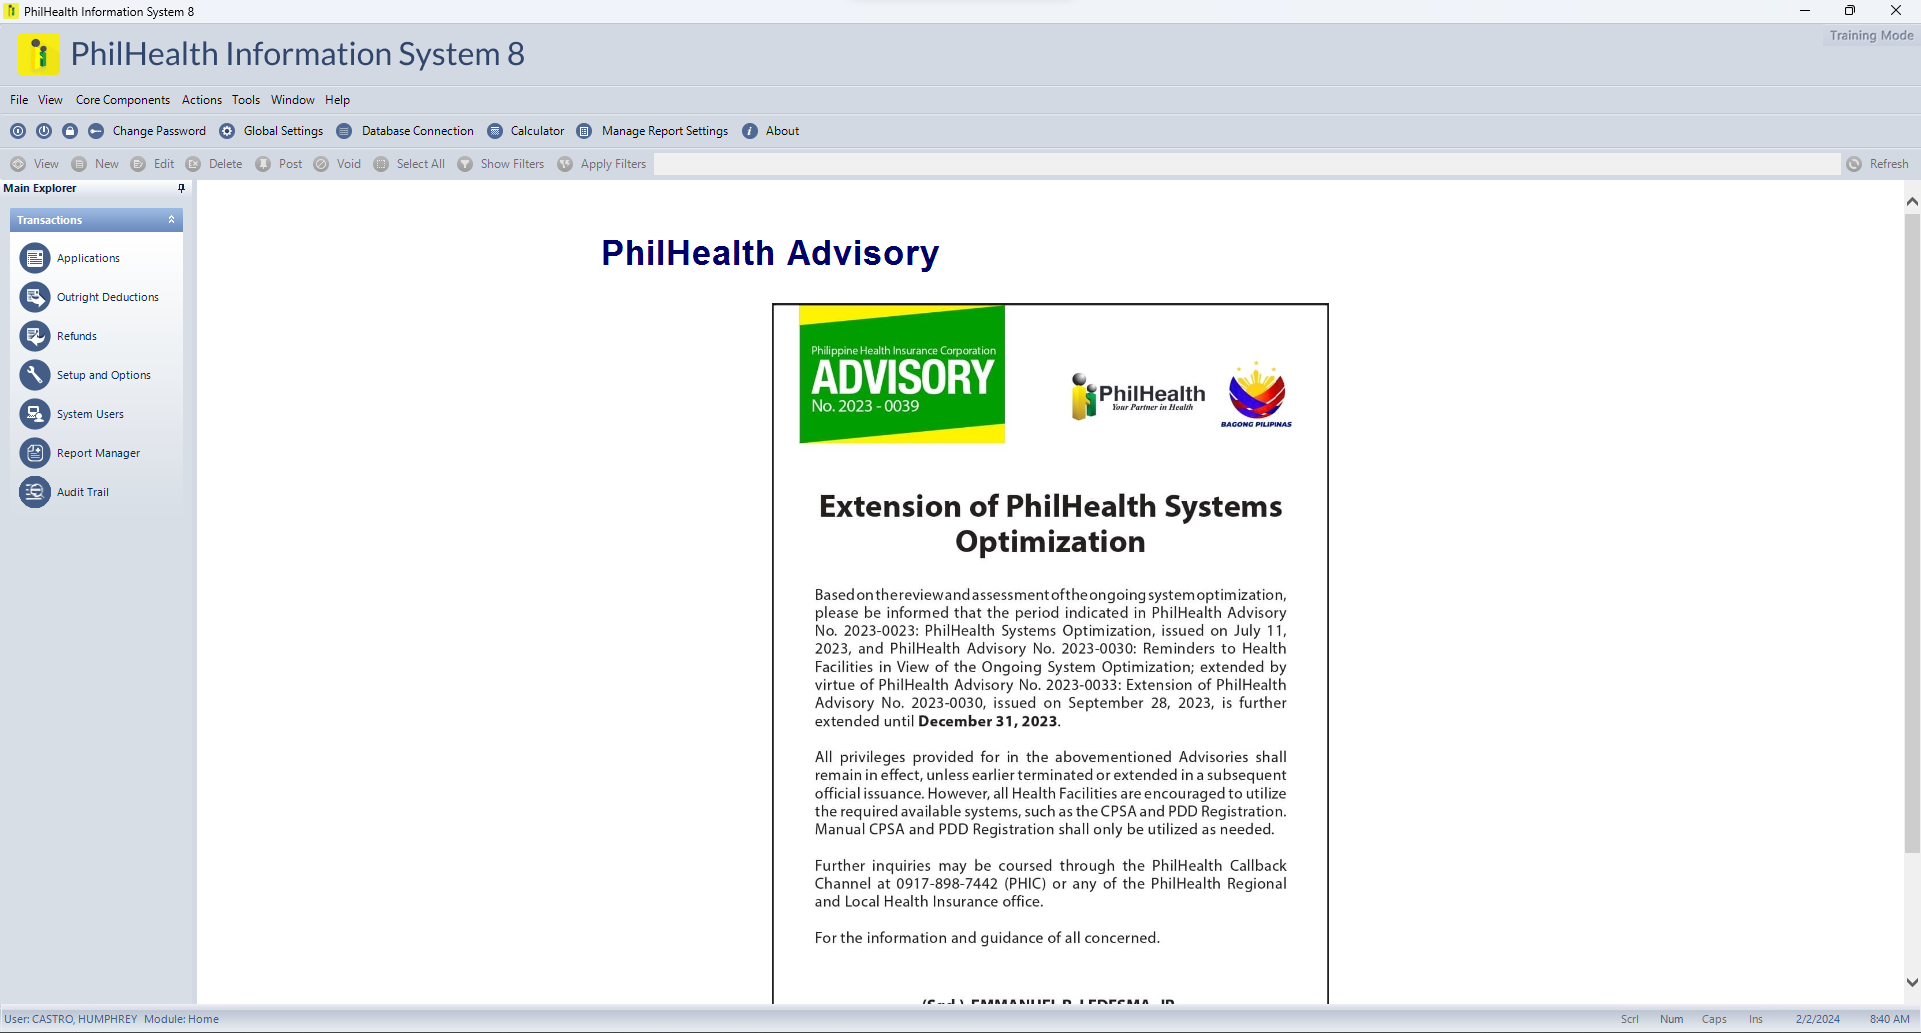 PhilHealth Information System 8
PhilHealth Information System 8
Training Mode
File View Core Components Actions Tools Window Help
Change Password Global Settings Database Connection Calculator Manage Report Settings About
View New Edit Delete Post Void Select All Show Filters Apply Filters Refresh
Main Explorer
Transactions
Applications
Outright Deductions
Refunds
Setup and Options
System Users
Report Manager
Audit Trail
PhilHealth Advisory
Philippine Health Insurance Corporation
ADVISORY
No. 2023 - 0039
PhilHealth
Your Partner in Health
BAGONG PILIPINAS
Extension of PhilHealth Systems
Optimization
Based on the review and assessment of the ongoing system optimization,
please be informed that the period indicated in PhilHealth Advisory
No. 2023-0023: PhilHealth Systems Optimization, issued on July 11,
2023, and PhilHealth Advisory No. 2023-0030: Reminders to Health
Facilities in View of the Ongoing System Optimization; extended by
virtue of PhilHealth Advisory No. 2023-0033: Extension of PhilHealth
Advisory No. 2023-0030, issued on September 28, 2023, is further
extended until December 31, 2023.
All privileges provided for in the abovementioned Advisories shall
remain in effect, unless earlier terminated or extended in a subsequent
official issuance. However, all Health Facilities are encouraged to utilize
the required available systems, such as the CPSA and PDD Registration.
Manual CPSA and PDD Registration shall only be utilized as needed.
Further inquiries may be coursed through the PhilHealth Callback
Channel at 0917-898-7442 (PHIC) or any of the PhilHealth Regional
and Local Health Insurance office.
For the information and guidance of all concerned.
(Sgd.) EMMANUEL R. LEDESMA, JR.
User: CASTRO, HUMPHREY Module: Home
Scrl Num Caps Ins 2/2/2024 8:40 AM